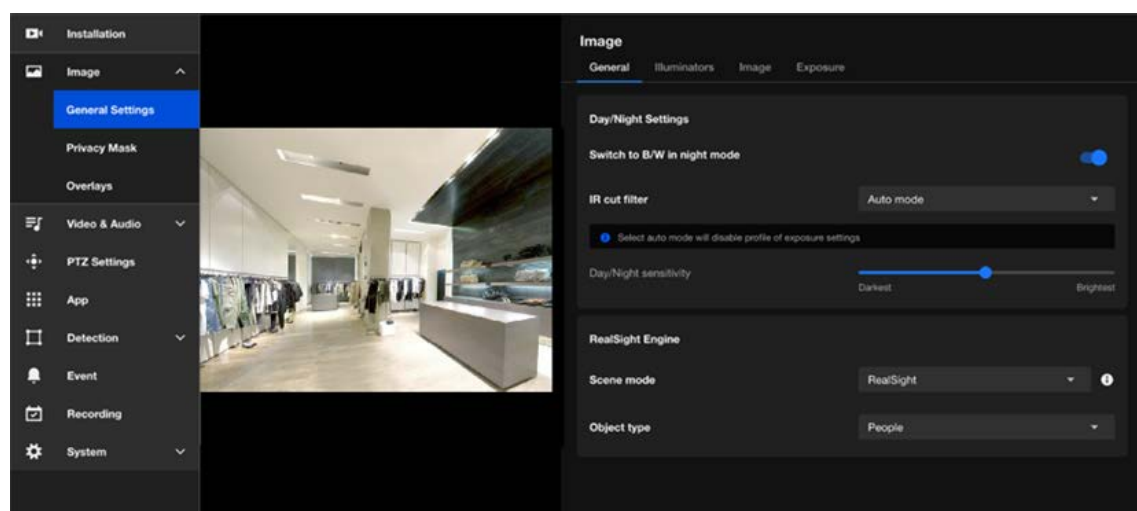 Installation
Image
General Settings
Privacy Mask
Overlays
Video & Audio
PTZ Settings
App
Detection
Event
Recording
System
Image
General Illuminators Image Exposure
Day/Night Settings
Switch to B/W in night mode
IR cut filter Auto mode
Select auto mode will disable profile of exposure settings
Day/Night sensitivity
Darkest Brightest
RealSight Engine
Scene mode RealSight
Object type People